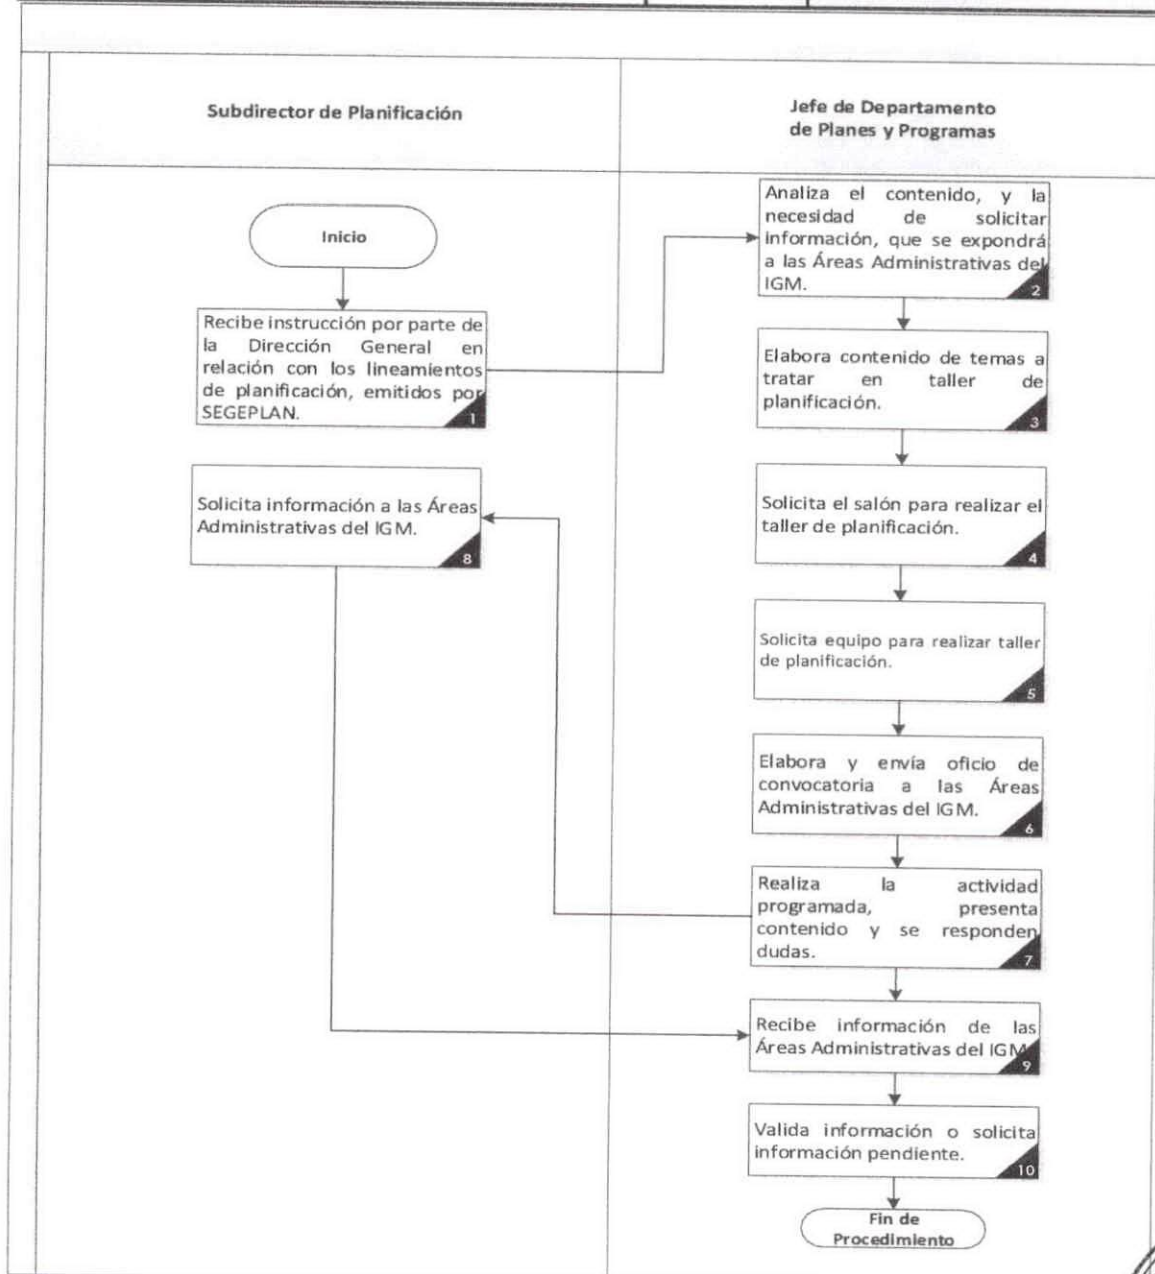 Subdirector de Planificación
Jefe de Departamento
de Planes y Programas
Inicio
Recibe instrucción por parte de
la Dirección General en
relación con los lineamientos
de planificación, emitidos por
SEGEPLAN.
1
Analiza el contenido, y la
necesidad de solicitar
información, que se expondrá
a las Áreas Administrativas del
IGM.
2
Elabora contenido de temas a
tratar en taller de
planificación.
3
Solicita el salón para realizar el
taller de planificación.
4
Solicita equipo para realizar taller
de planificación.
5
Elabora y envía oficio de
convocatoria a las Áreas
Administrativas del IGM.
6
Realiza la actividad
programada, presenta
contenido y se responden
dudas.
7
Solicita información a las Áreas
Administrativas del IGM.
8
Recibe información de las
Áreas Administrativas del IGM.
9
Valida información o solicita
información pendiente.
10
Fin de
Procedimiento